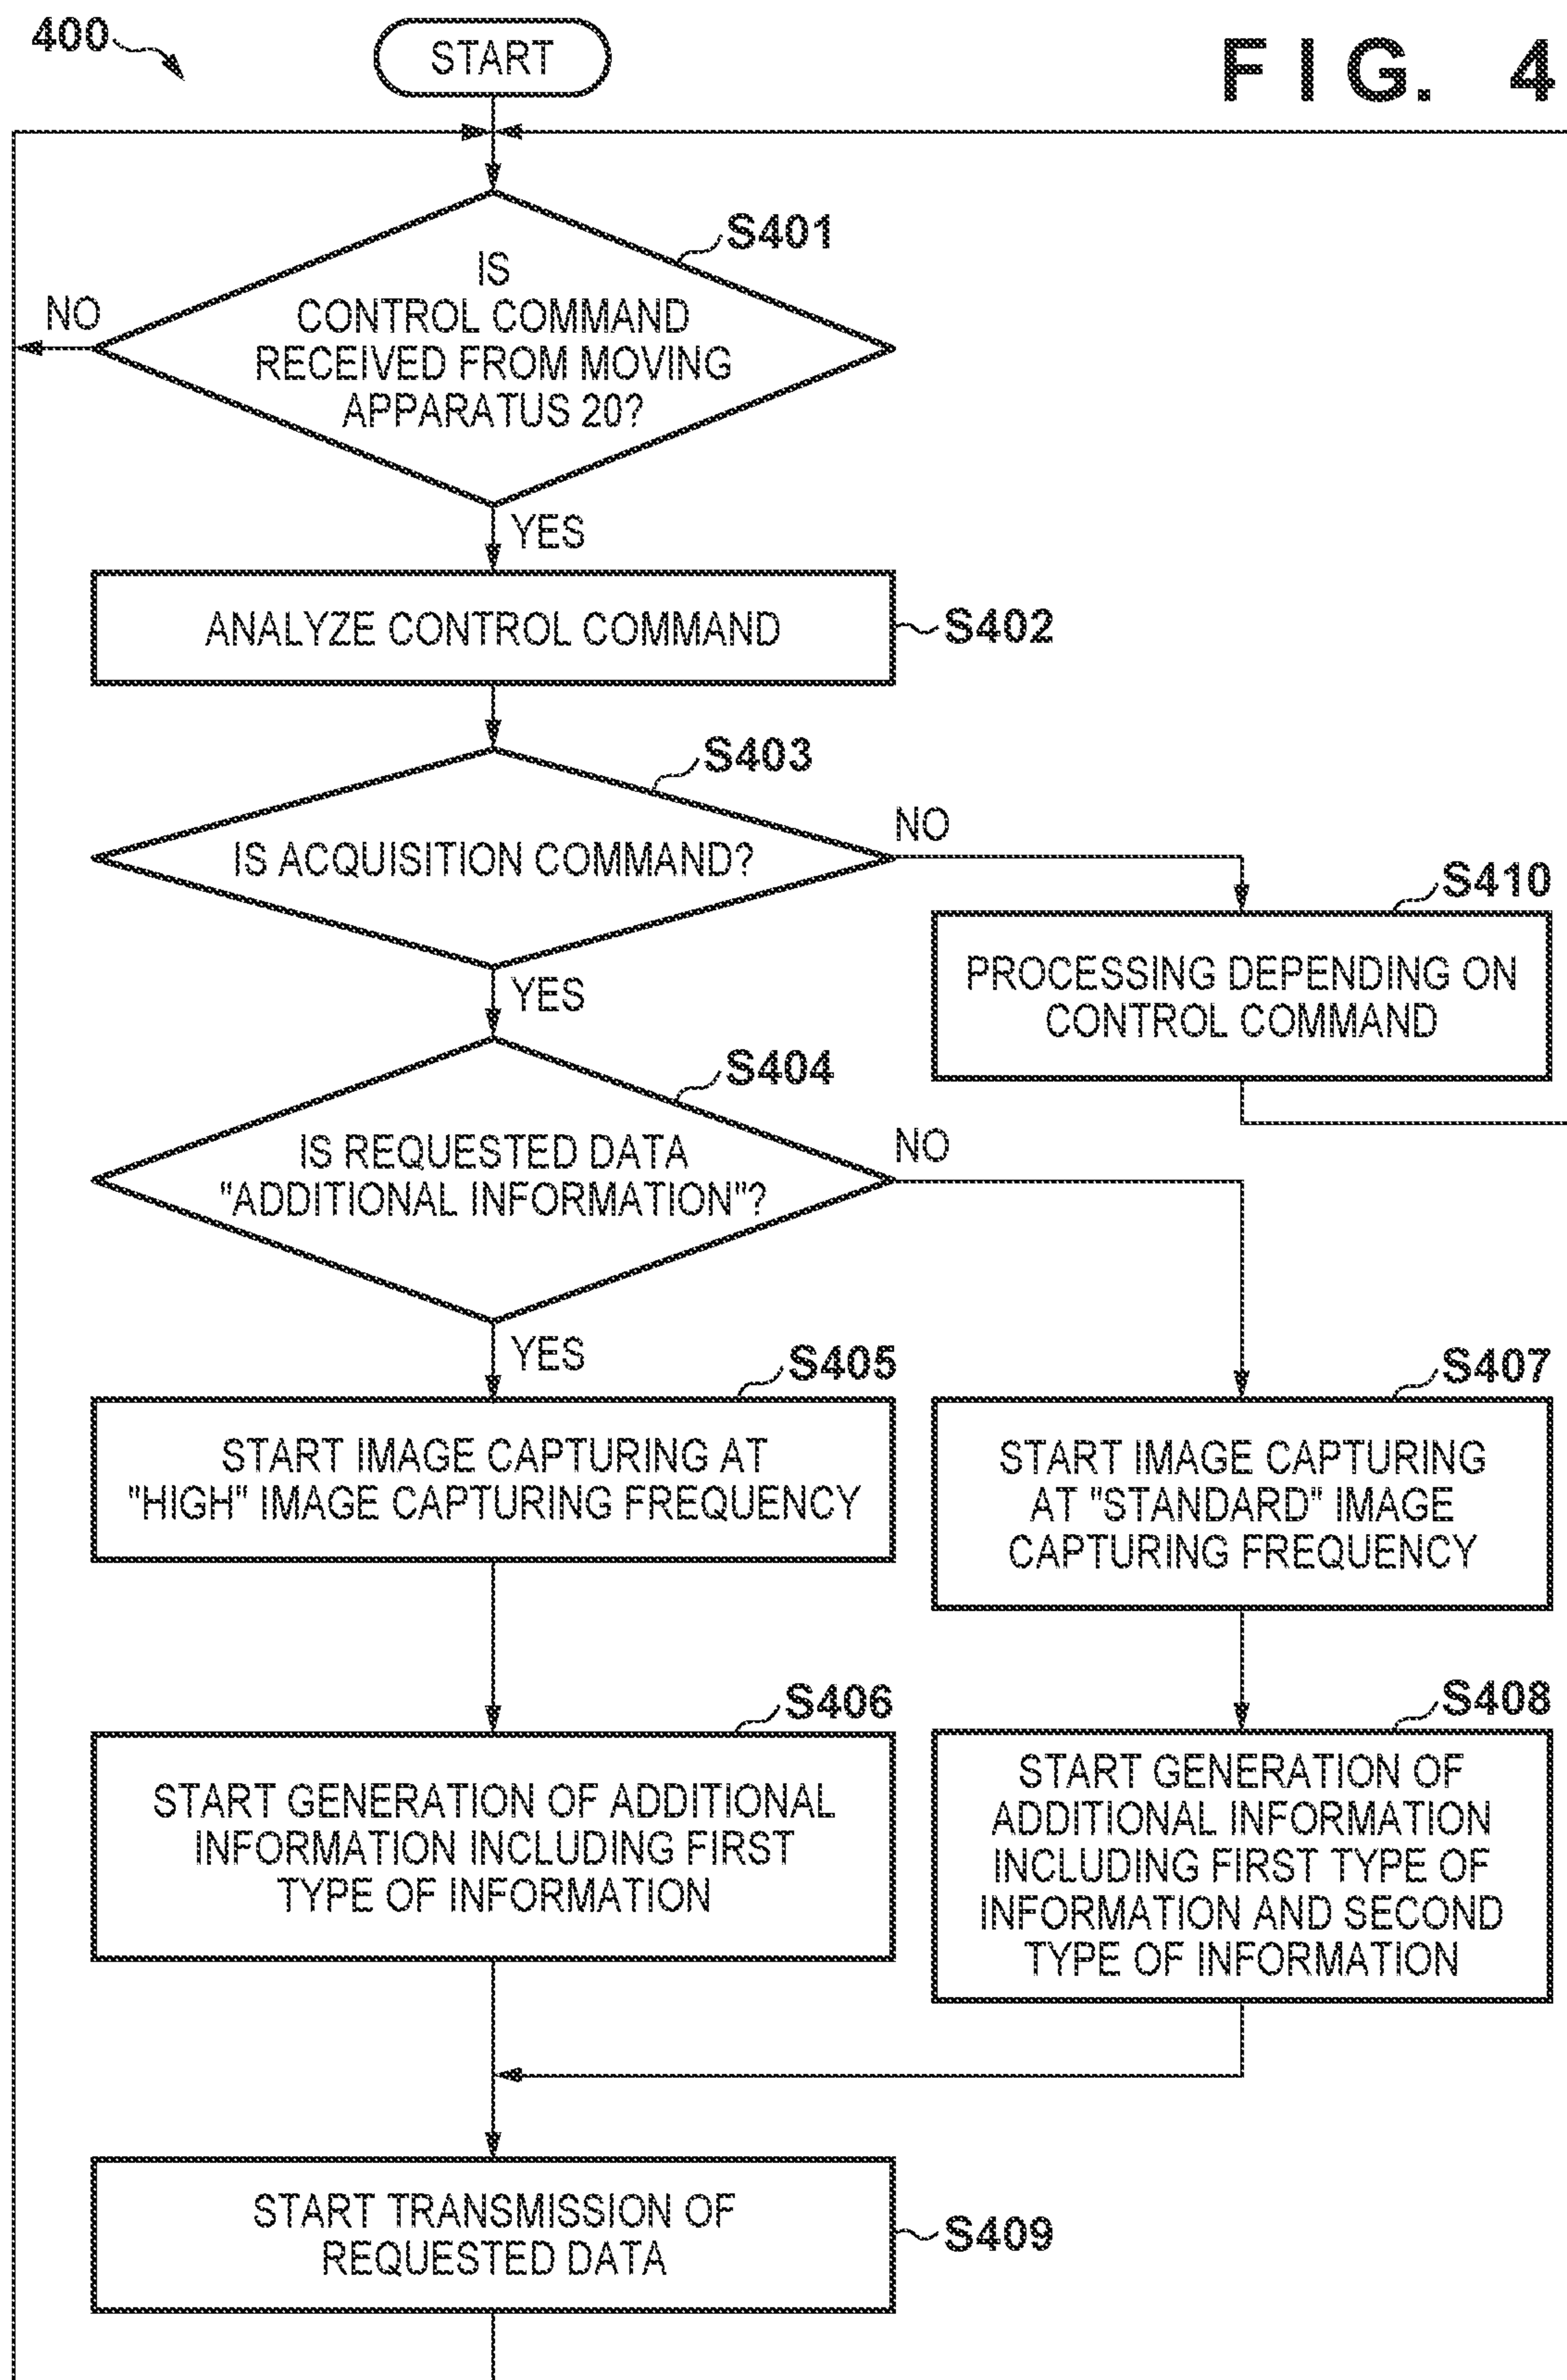 400
START
F I G. 4
S401
IS
CONTROL COMMAND
RECEIVED FROM MOVING
APPARATUS 20?
NO
YES
ANALYZE CONTROL COMMAND
S402
S403
IS ACQUISITION COMMAND?
NO
S410
PROCESSING DEPENDING ON
CONTROL COMMAND
YES
S404
IS REQUESTED DATA
"ADDITIONAL INFORMATION"?
NO
YES
S405
START IMAGE CAPTURING AT
"HIGH" IMAGE CAPTURING FREQUENCY
S407
START IMAGE CAPTURING
AT "STANDARD" IMAGE
CAPTURING FREQUENCY
S406
START GENERATION OF ADDITIONAL
INFORMATION INCLUDING FIRST
TYPE OF INFORMATION
S408
START GENERATION OF
ADDITIONAL INFORMATION
INCLUDING FIRST TYPE OF
INFORMATION AND SECOND
TYPE OF INFORMATION
START TRANSMISSION OF
REQUESTED DATA
S409